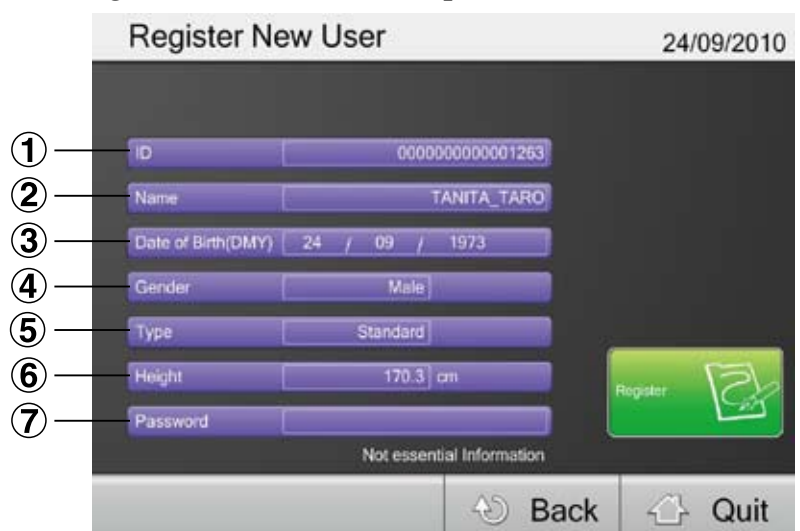 Register New User 24/09/2010
① ID 0000000000001263
② Name TANITA_TARO
③ Date of Birth(DMY) 24 / 09 / 1973
④ Gender Male
⑤ Type Standard
⑥ Height 170.3 cm
Register
⑦ Password
Not essential Information
Back Quit